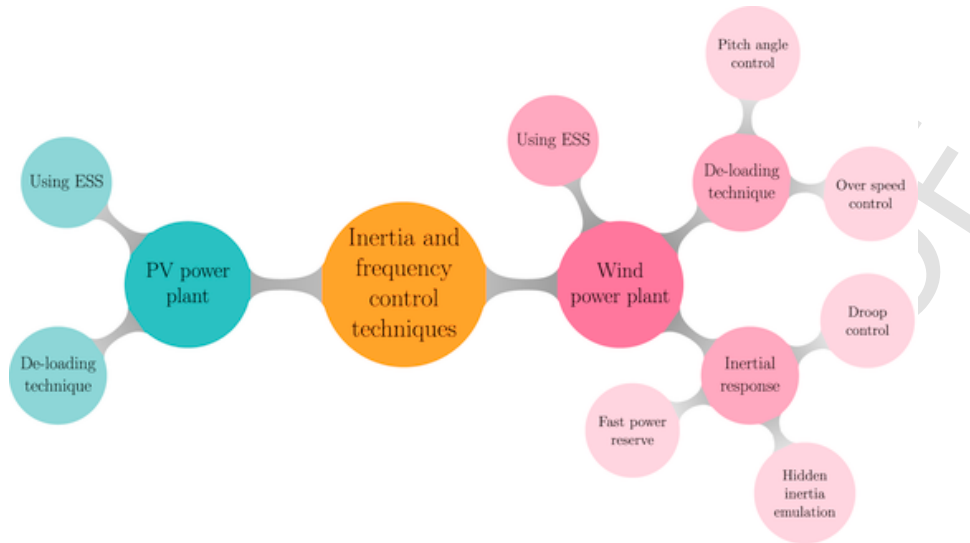 Pitch angle
control
Using ESS
De-loading
technique
Over speed
control
Using ESS
Inertia and
frequency
control
techniques
PV power
plant
Wind
power plant
Droop
control
De-loading
technique
Inertial
response
Fast power
reserve
Hidden
inertia
emulation